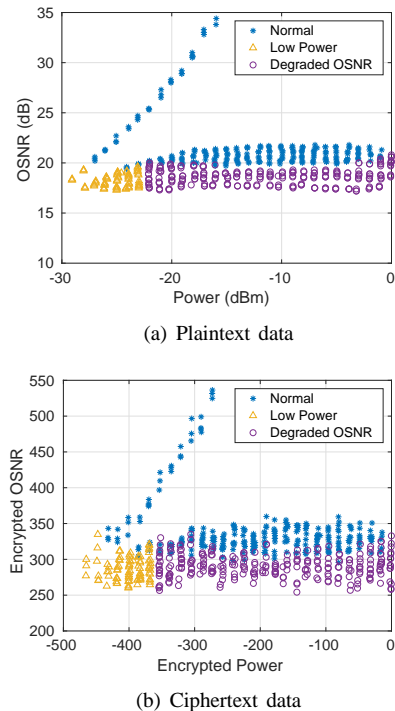 35
30
25
20
15
10
OSNR (dB)
Normal
Low Power
Degraded OSNR
-30
-20
-10
0
Power (dBm)
(a) Plaintext data
550
500
450
400
350
300
250
200
Encrypted OSNR
Normal
Low Power
Degraded OSNR
-500
-400
-300
-200
-100
0
Encrypted Power
(b) Ciphertext data